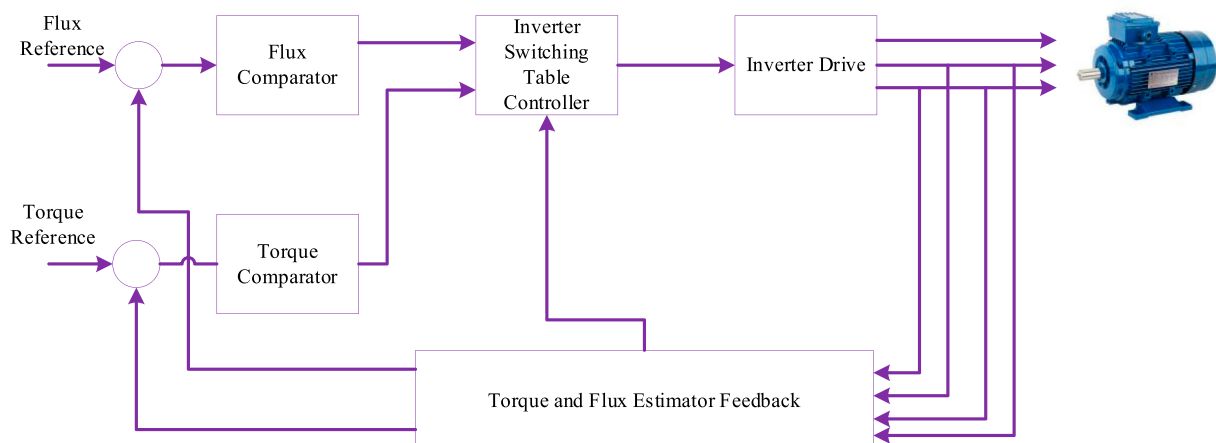 Flux
Reference
Flux
Comparator
Inverter
Switching
Table
Controller
Inverter Drive
Torque
Reference
Torque
Comparator
Torque and Flux Estimator Feedback